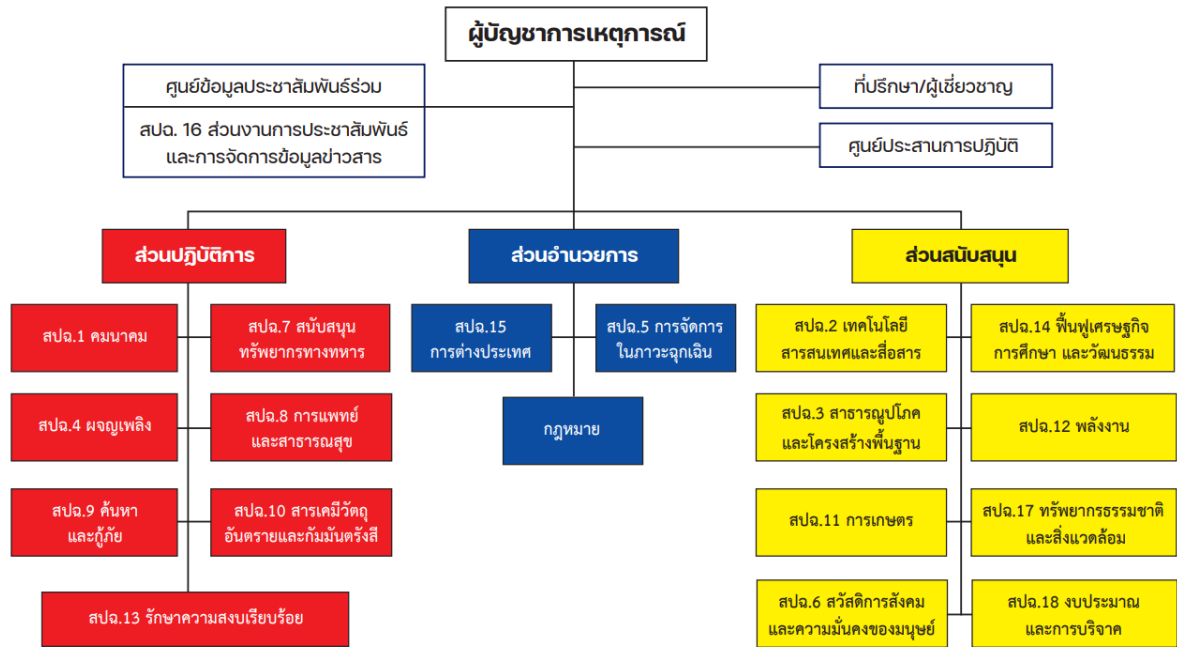 ผู้บัญชาการเหตุการณ์
ศูนย์ข้อมูลประชาสัมพันธ์ร่วม
สปฉ. 16 ส่วนงานการประชาสัมพันธ์
และการจัดการข้อมูลข่าวสาร
ที่ปรึกษา/ผู้เชี่ยวชาญ
ศูนย์ประสานการปฏิบัติ
ส่วนปฏิบัติการ
สปฉ.1 คมนาคม
สปฉ.7 สนับสนุน
ทรัพยากรทางทหาร
สปฉ.4 ผจญเพลิง
สปฉ.8 การแพทย์
และสาธารณสุข
สปฉ.9 ค้นหา
และกู้ภัย
สปฉ.10 สารเคมีวัตถุ
อันตรายและกัมมันตรังสี
สปฉ.13 รักษาความสงบเรียบร้อย
ส่วนอำนวยการ
สปฉ.15
การต่างประเทศ
สปฉ.5 การจัดการ
ในภาวะฉุกเฉิน
กฎหมาย
ส่วนสนับสนุน
สปฉ.2 เทคโนโลยี
สารสนเทศและสื่อสาร
สปฉ.14 ฟื้นฟูเศรษฐกิจ
การศึกษา และวัฒนธรรม
สปฉ.3 สาธารณูปโภค
และโครงสร้างพื้นฐาน
สปฉ.12 พลังงาน
สปฉ.11 การเกษตร
สปฉ.17 ทรัพยากรธรรมชาติ
และสิ่งแวดล้อม
สปฉ.6 สวัสดิการสังคม
และความมั่นคงของมนุษย์
สปฉ.18 งบประมาณ
และการบริจาค